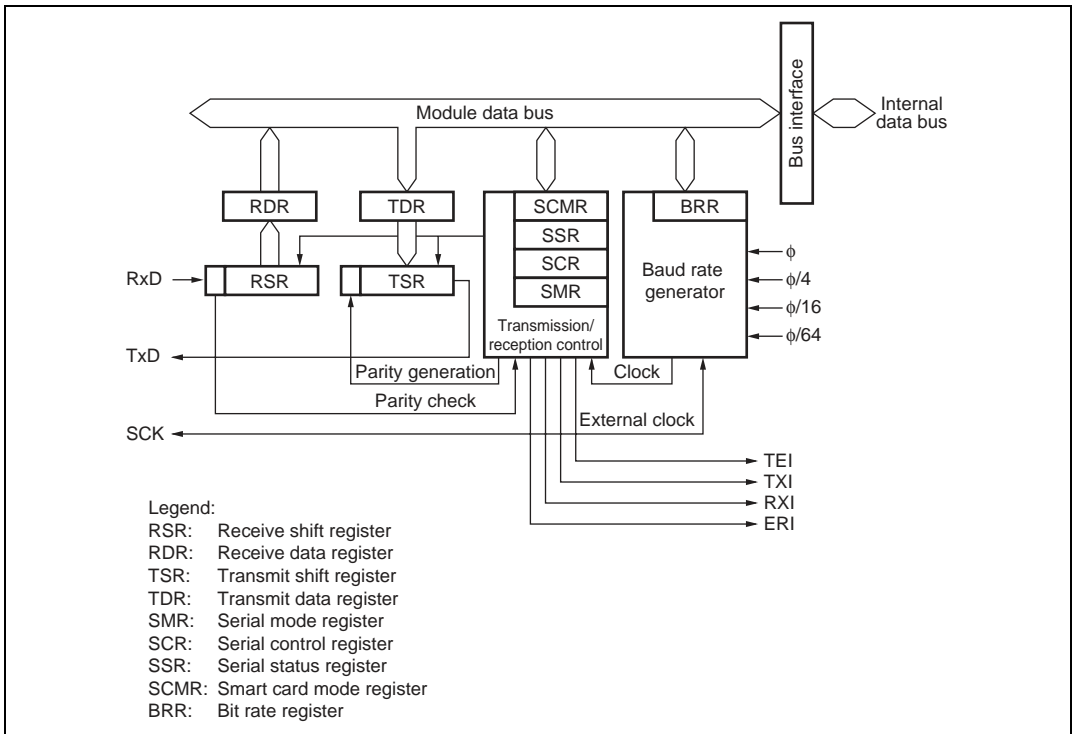 Bus interface
Module data bus
Internal
data bus
RDR
TDR
SCMR
BRR
SSR
SCR
SMR
RxD
RSR
TSR
Baud rate
generator
ϕ
ϕ/4
ϕ/16
ϕ/64
Transmission/
reception control
TxD
Parity generation
Clock
Parity check
External clock
SCK
TEI
TXI
RXI
ERI
Legend:
RSR: Receive shift register
RDR: Receive data register
TSR: Transmit shift register
TDR: Transmit data register
SMR: Serial mode register
SCR: Serial control register
SSR: Serial status register
SCMR: Smart card mode register
BRR: Bit rate register